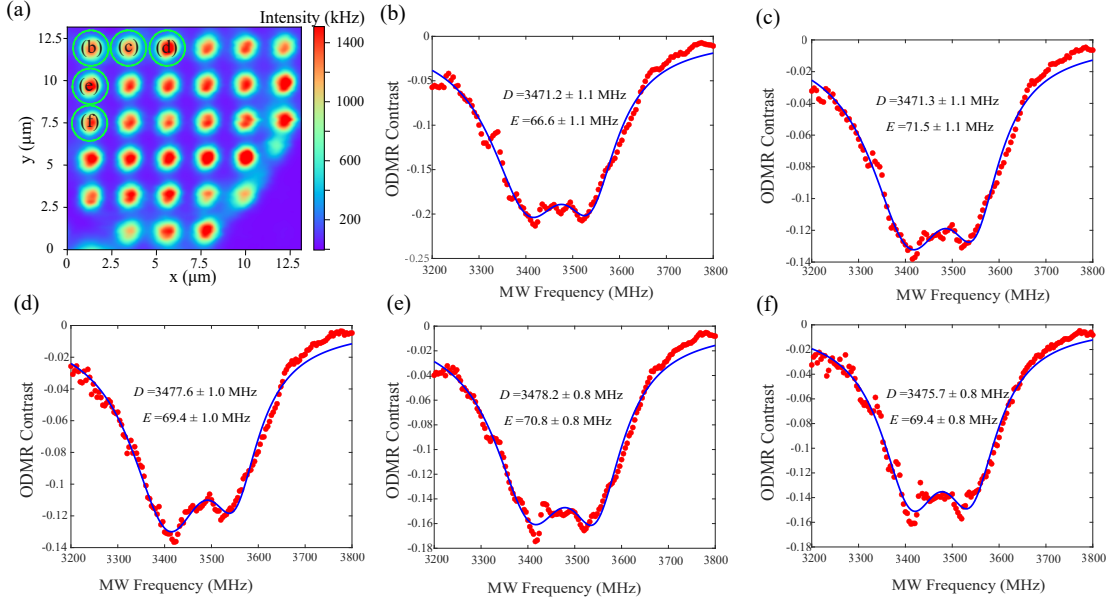 (a)
Intensity (kHz)
1400
1000
600
200
12.5
10
7.5
5
2.5
0
y (μm)
0
2.5
5
7.5
10
12.5
x (μm)
(b)
(c)
(d)
(e)
(f)
(b)
0
-0.05
-0.1
-0.15
-0.2
-0.25
ODMR Contrast
D =3471.2 ± 1.1 MHz
E =66.6 ± 1.1 MHz
3200 3300 3400 3500 3600 3700 3800
MW Frequency (MHz)
(c)
0
-0.02
-0.04
-0.06
-0.08
-0.1
-0.12
-0.14
ODMR Contrast
D =3471.3 ± 1.1 MHz
E =71.5 ± 1.1 MHz
3200 3300 3400 3500 3600 3700 3800
MW Frequency (MHz)
(d)
0
-0.02
-0.04
-0.06
-0.08
-0.1
-0.12
-0.14
ODMR Contrast
D =3477.6 ± 1.0 MHz
E =69.4 ± 1.0 MHz
3200 3300 3400 3500 3600 3700 3800
MW Frequency (MHz)
(e)
0
-0.02
-0.04
-0.06
-0.08
-0.1
-0.12
-0.14
-0.16
-0.18
ODMR Contrast
D =3478.2 ± 0.8 MHz
E =70.8 ± 0.8 MHz
3200 3300 3400 3500 3600 3700 3800
MW Frequency (MHz)
(f)
0
-0.02
-0.04
-0.06
-0.08
-0.1
-0.12
-0.14
-0.16
-0.18
ODMR Contrast
D =3475.7 ± 0.8 MHz
E =69.4 ± 0.8 MHz
3200 3300 3400 3500 3600 3700 3800
MW Frequency (MHz)